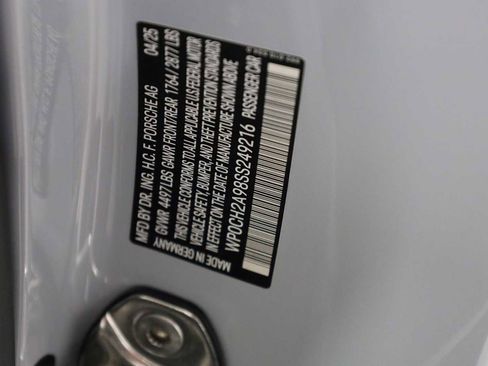 MFD BY DR. ING. H.C. F. PORSCHE AG 04/25
GVWR 4497 LBS GAWR FRONT/REAR 1764/2877 LBS
THIS VEHICLE CONFORMS TO ALL APPLICABLE U.S. FEDERAL MOTOR
VEHICLE SAFETY, BUMPER, AND THEFT PREVENTION STANDARDS
IN EFFECT ON THE DATE OF MANUFACTURE SHOWN ABOVE
WP0CH2A98SS249216 PASSENGER CAR
MADE IN GERMANY